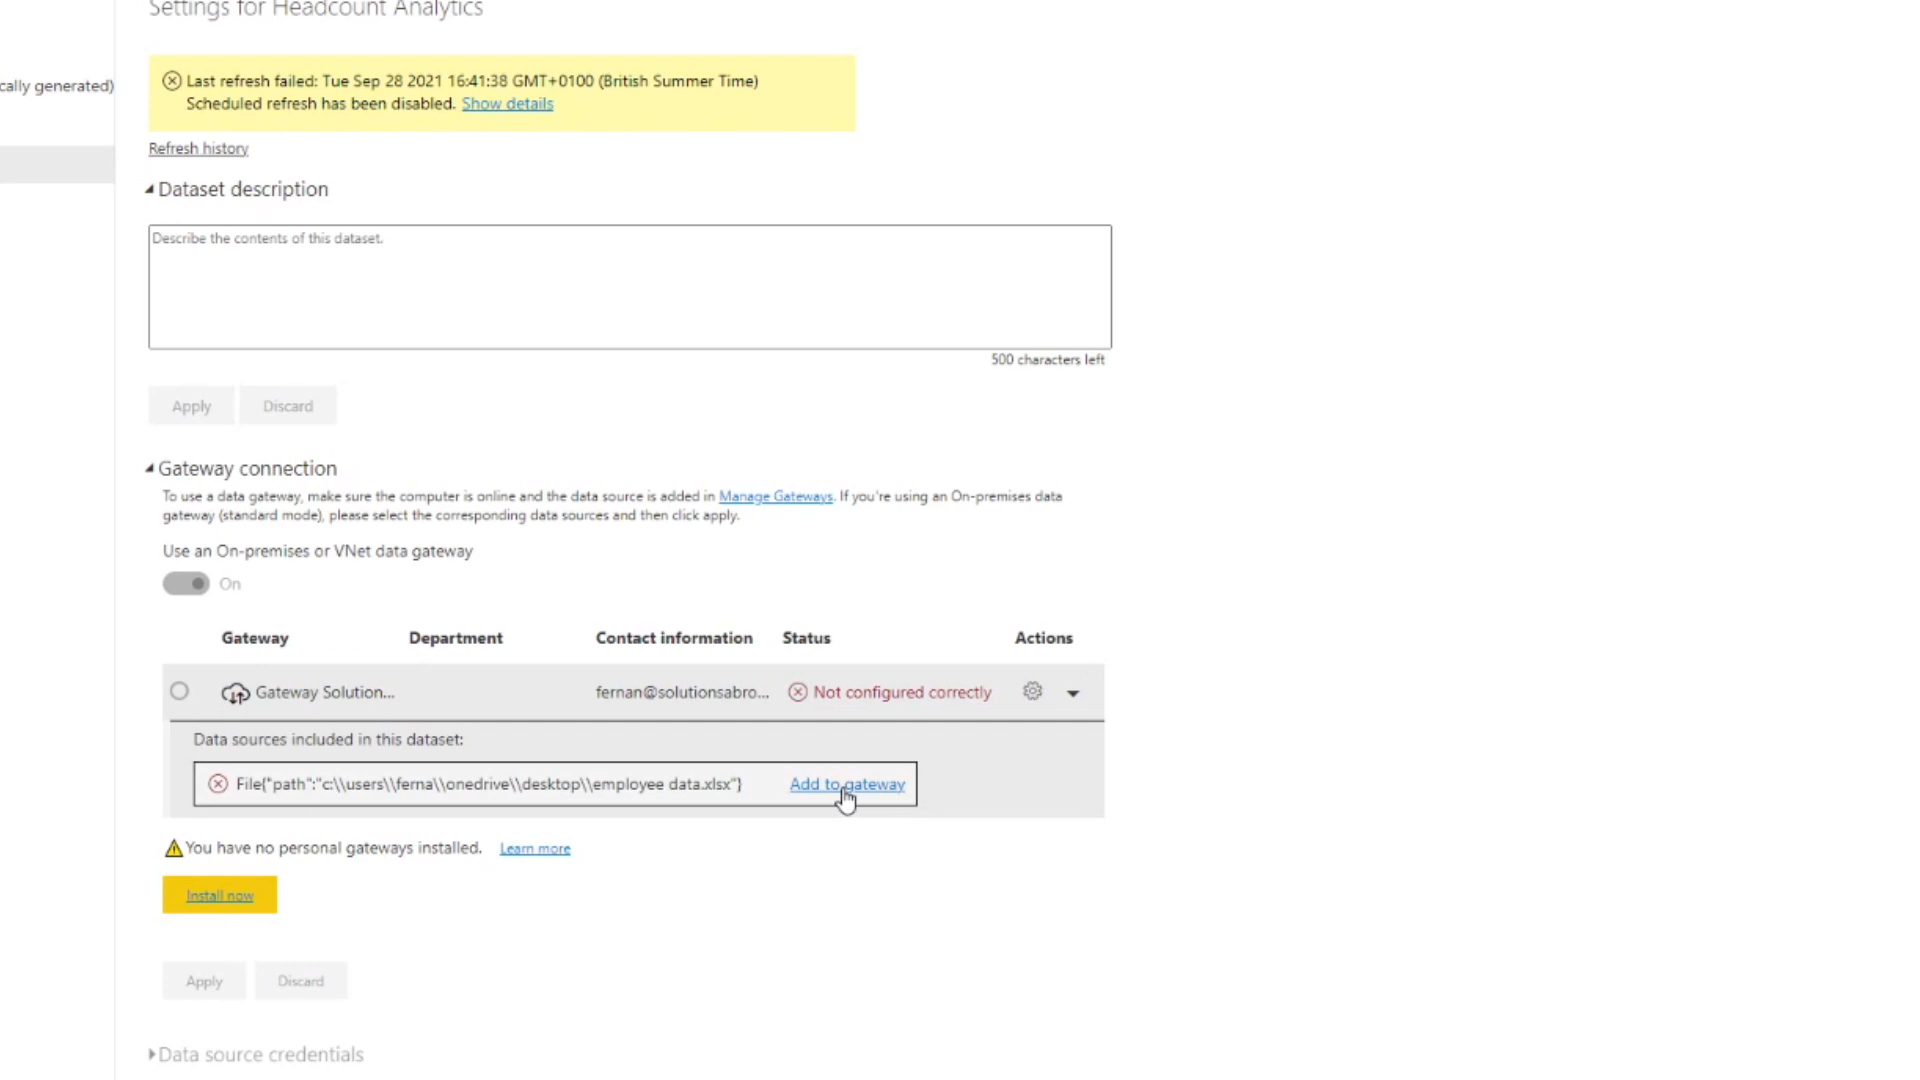 Settings for Headcount Analytics
cally generated)
Last refresh failed: Tue Sep 28 2021 16:41:38 GMT+0100 (British Summer Time)
Scheduled refresh has been disabled. Show details
Refresh history
Dataset description
Describe the contents of this dataset.
500 characters left
Apply Discard
Gateway connection
To use a data gateway, make sure the computer is online and the data source is added in Manage Gateways. If you're using an On-premises data
gateway (standard mode), please select the corresponding data sources and then click apply.
Use an On-premises or VNet data gateway
On
Gateway Department Contact information Status Actions
Gateway Solution... fernan@solutionsabro... Not configured correctly
Data sources included in this dataset:
File{"path":"c:\\users\\ferna\\onedrive\\desktop\\employee data.xlsx"} Add to gateway
You have no personal gateways installed. Learn more
Install now
Apply Discard
Data source credentials